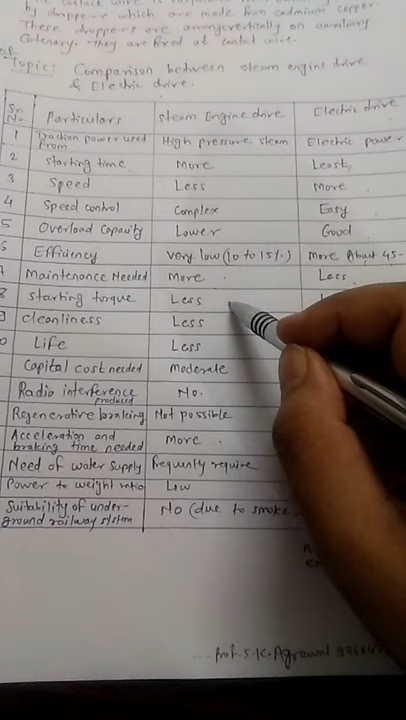 by droppers which are made from cadmium copper.
These droppers are vertically on auxiliary
Catenary. They are fixed at contact wire.
Topic: Comparison between steam engine drive
& Electric drive.
Sr. No. Particulars Steam Engine drive Electric drive
1 Traction power used From High Pressure steam Electric power
2 Starting time More Least
3 Speed Less More
4 Speed control Complex Easy
5 Overload Capacity Lower Good
6 Efficiency very low (10 to 15%) More About 45-
Maintenance Needed More Less
8 Starting torque Less
cleanliness Less
0 Life Less
Capital cost needed Moderate
Radio interference produced No.
Regenerative braking Not possible
Acceleration and braking time needed More
Need of water supply frequently require
Power to weight ratio Low
Suitability of under-ground railway system No (due to smoke
Prof. S. K. Agrawal